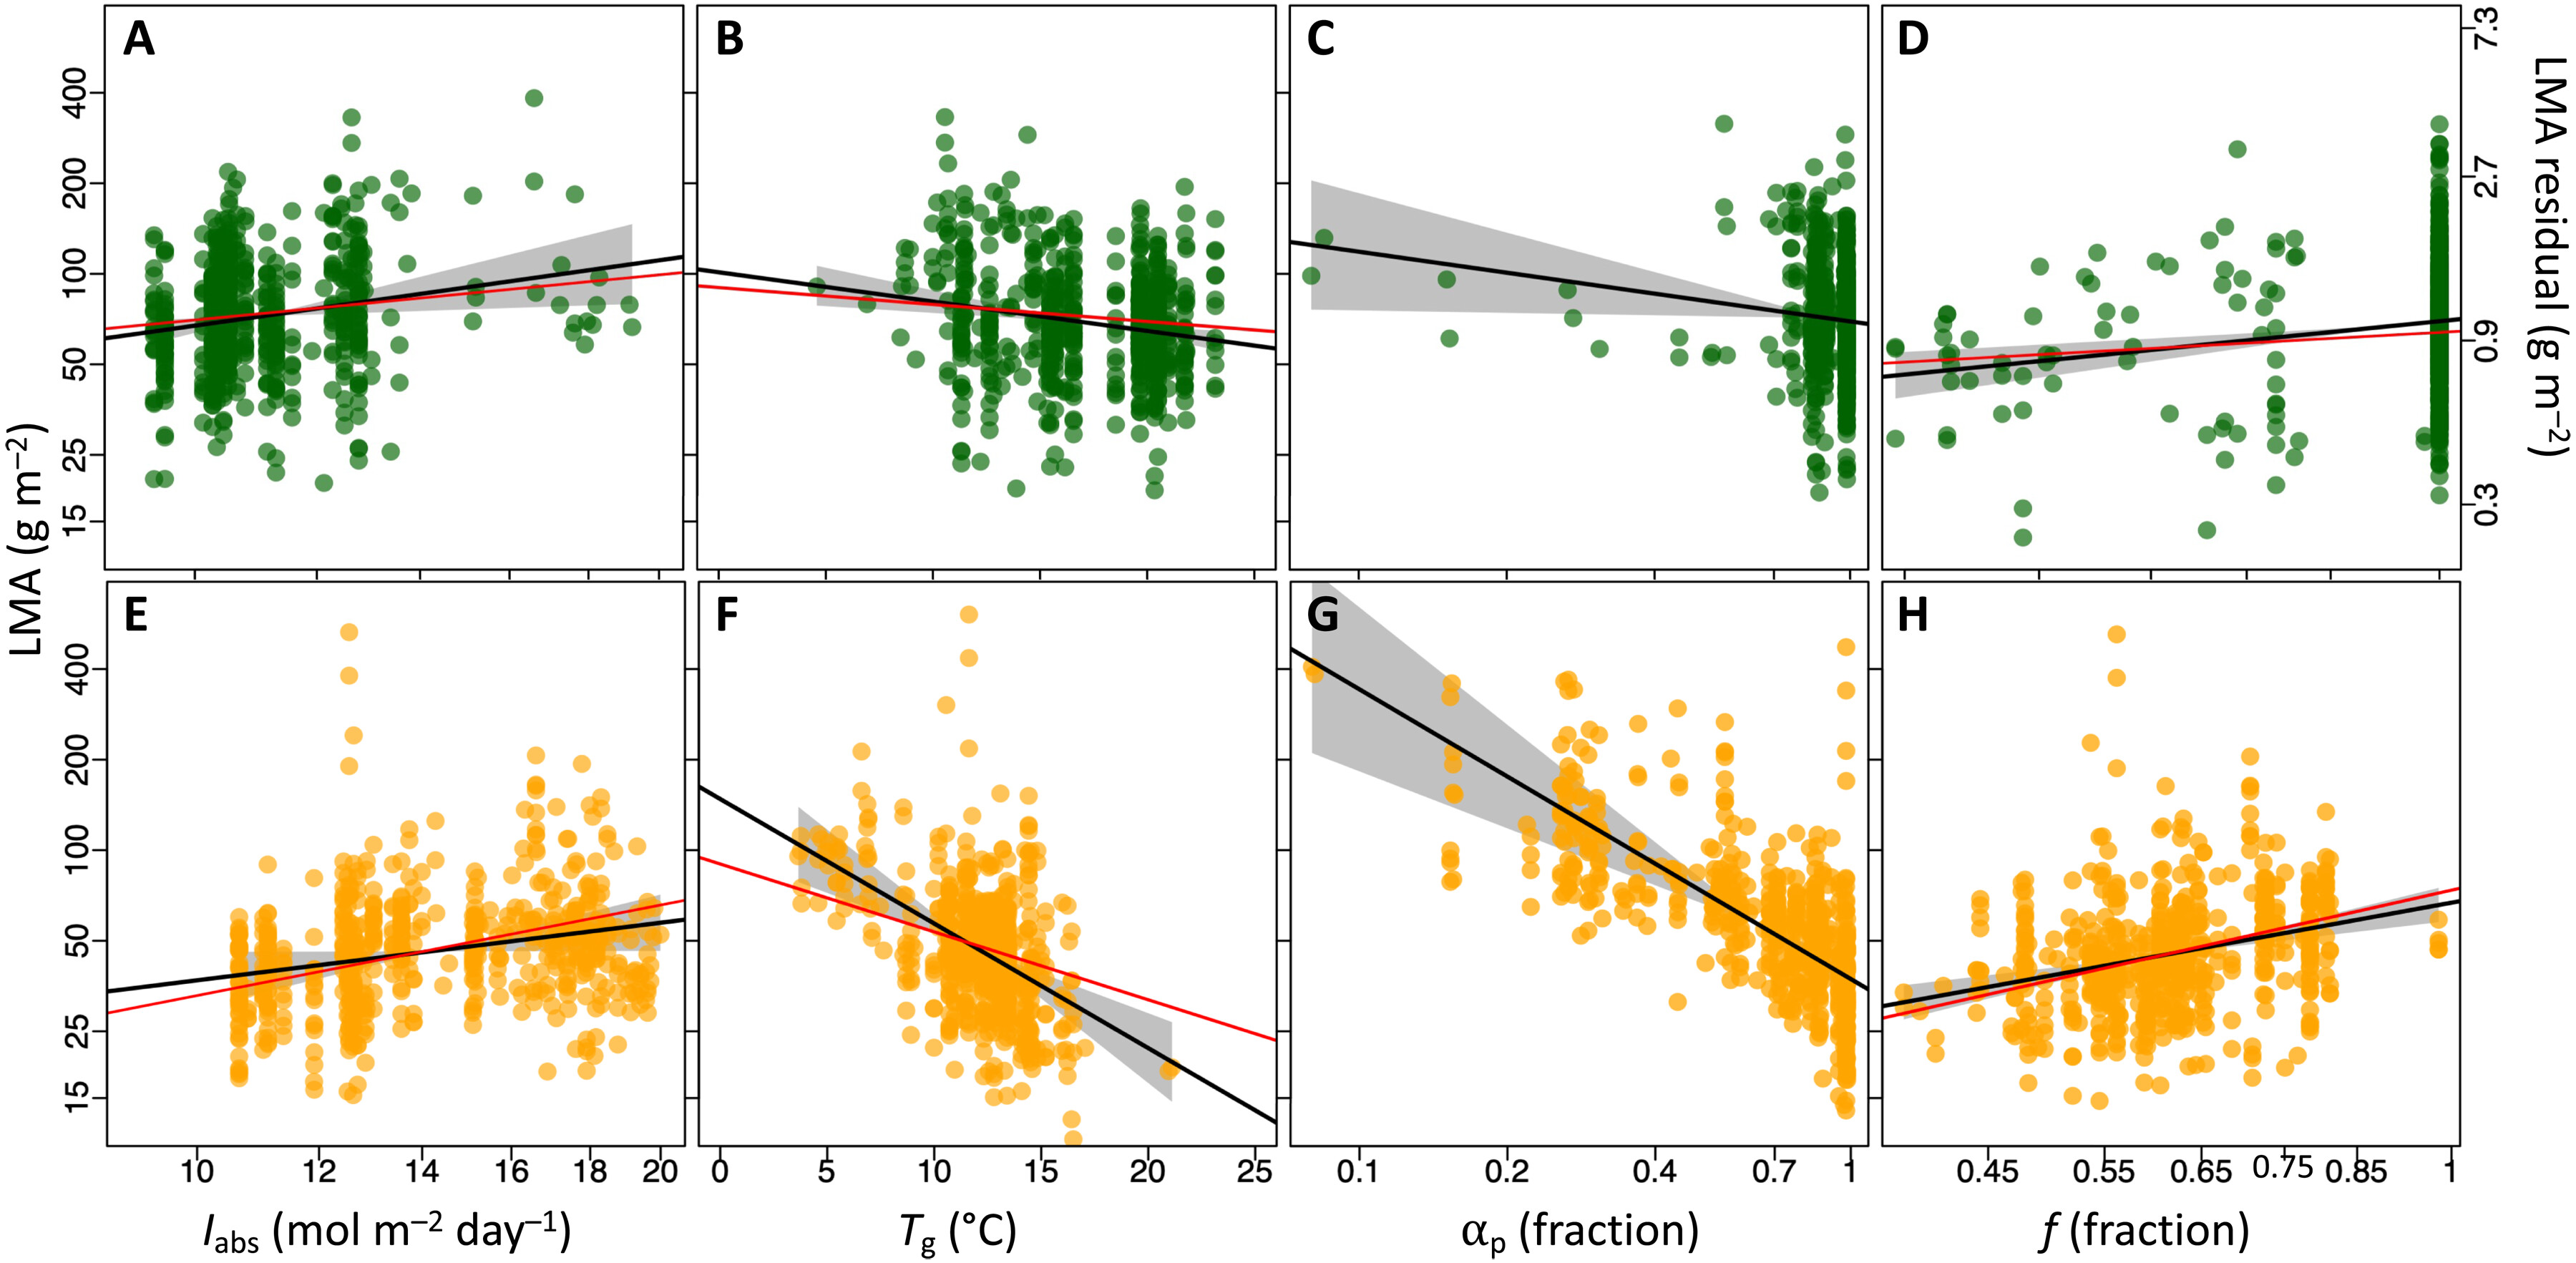 A
B
C
D
400
200
100
50
25
15
7.3
2.7
0.9
0.3
LMA (g m⁻²)
LMA residual (g m⁻²)
E
F
G
H
400
200
100
50
25
15
10 12 14 16 18 20
0 5 10 15 20 25
0.1 0.2 0.4 0.7 1
0.45 0.55 0.65 0.75 0.85 1
Iabs (mol m⁻² day⁻¹)
Tg (°C)
αp (fraction)
f (fraction)